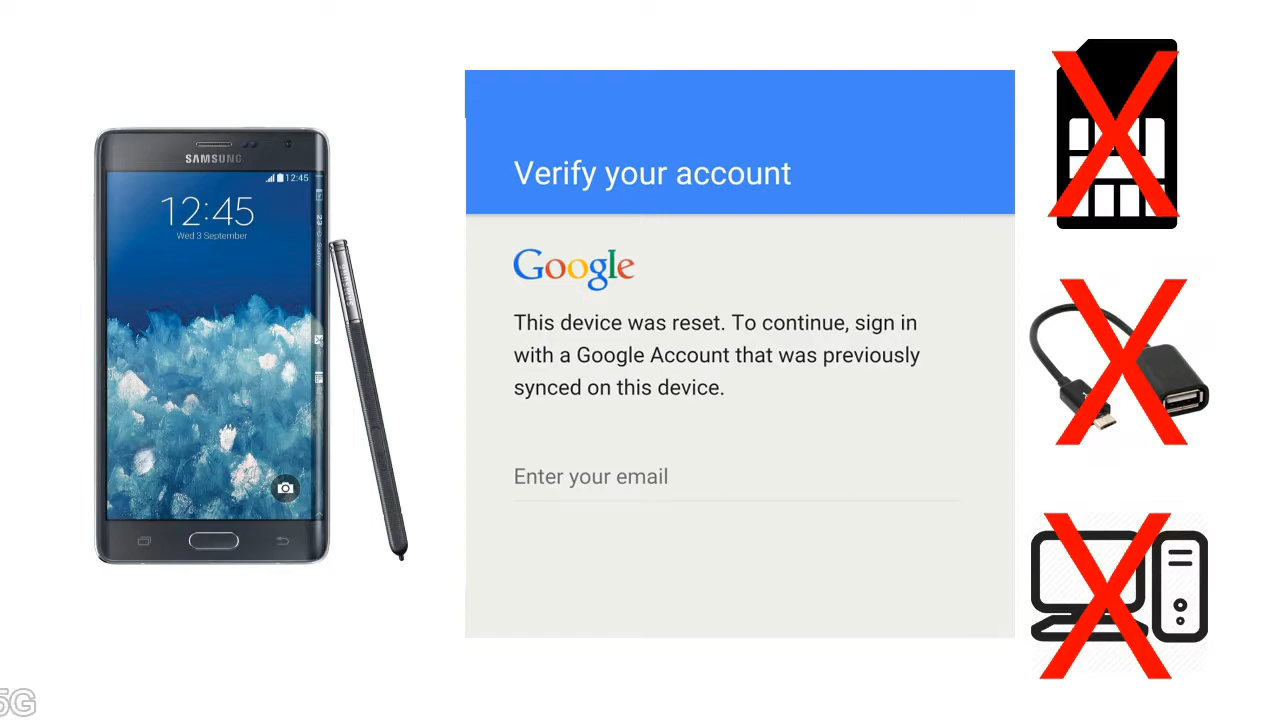 SAMSUNG
12:45
12:45
Wed 3 September
Verify your account
Google
This device was reset. To continue, sign in
with a Google Account that was previously
synced on this device.
Enter your email
5G